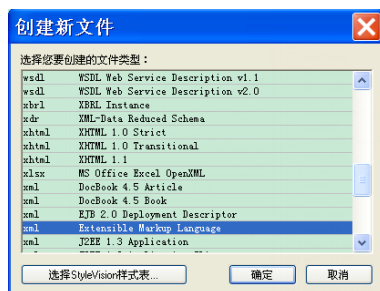 创建新文件
选择您要创建的文件类型：
wsdl WSDL Web Service Description v1.1
wsdl WSDL Web Service Description v2.0
xbrl XBRL Instance
xdr XML-Data Reduced Schema
xhtml XHTML 1.0 Strict
xhtml XHTML 1.0 Transitional
xhtml XHTML 1.1
xlsx MS Office Excel OpenXML
xml DocBook 4.5 Article
xml DocBook 4.5 Book
xml EJB 2.0 Deployment Descriptor
xml Extensible Markup Language
xml J2EE 1.3 Application
选择StyleVision样式表... 确定 取消